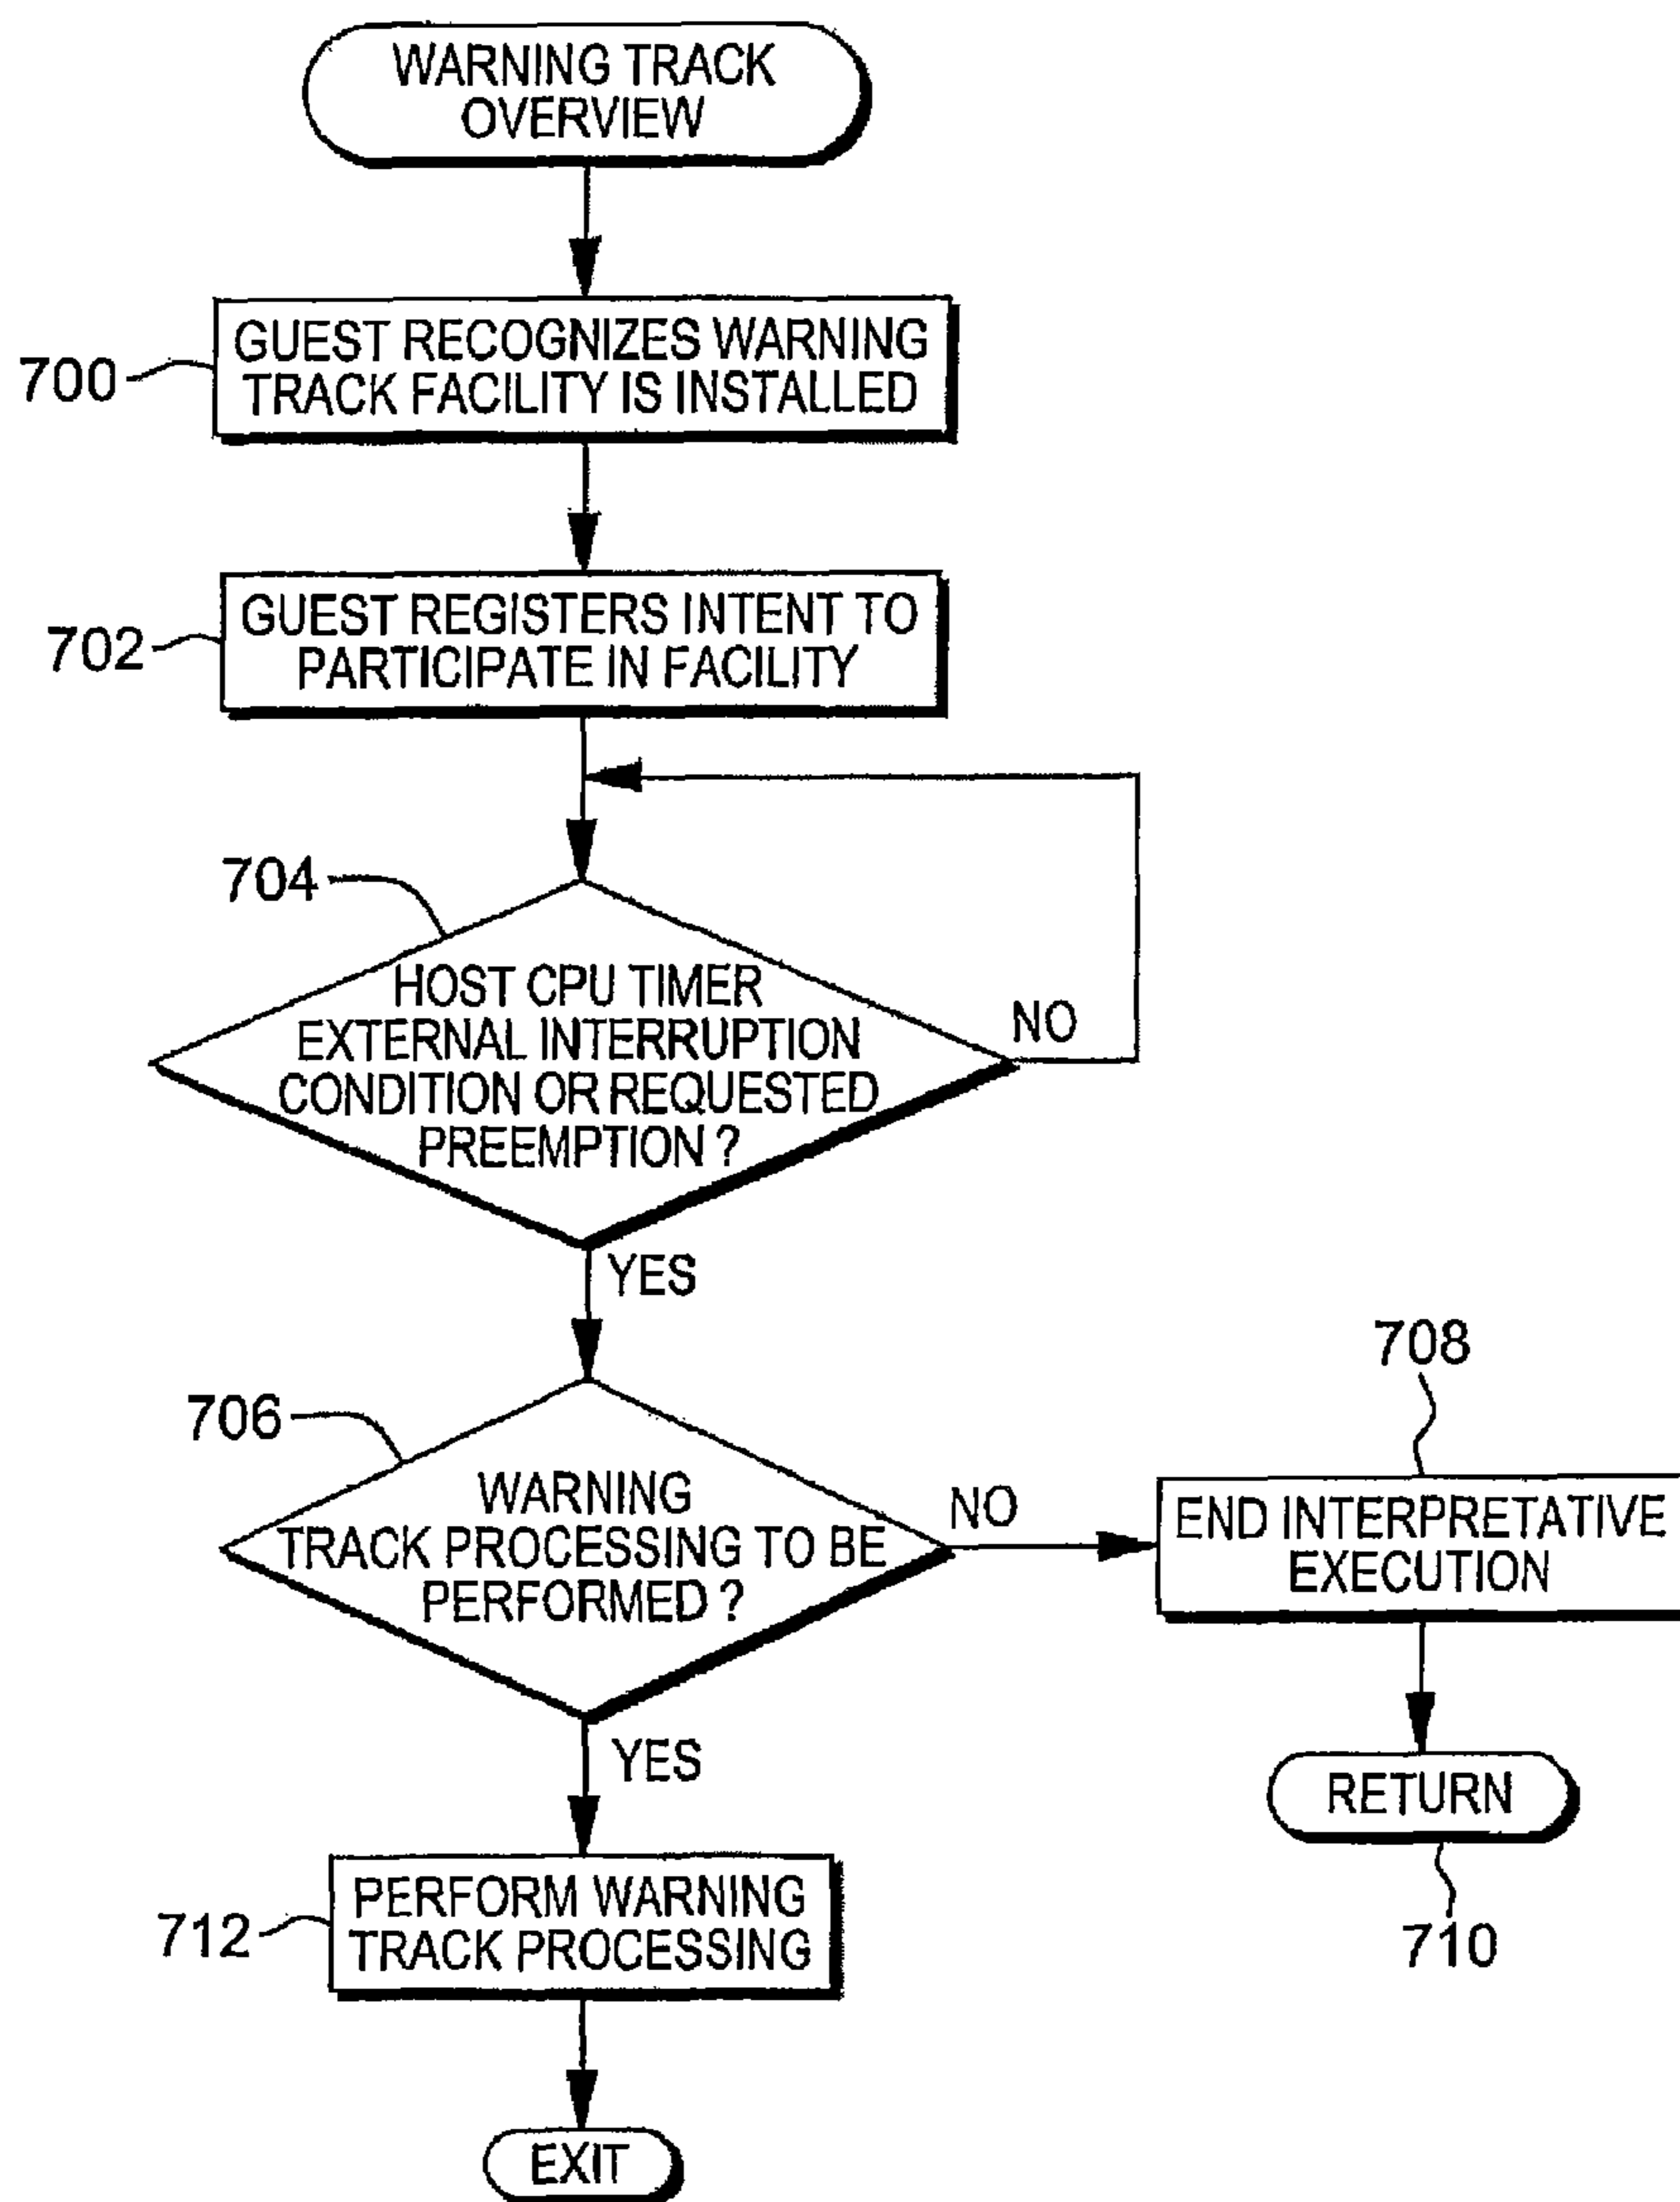 WARNING TRACK
OVERVIEW
700
GUEST RECOGNIZES WARNING
TRACK FACILITY IS INSTALLED
702
GUEST REGISTERS INTENT TO
PARTICIPATE IN FACILITY
704
HOST CPU TIMER
EXTERNAL INTERRUPTION
CONDITION OR REQUESTED
PREEMPTION ?
NO
YES
706
WARNING
TRACK PROCESSING TO BE
PERFORMED ?
NO
708
END INTERPRETATIVE
EXECUTION
RETURN
710
YES
712
PERFORM WARNING
TRACK PROCESSING
EXIT